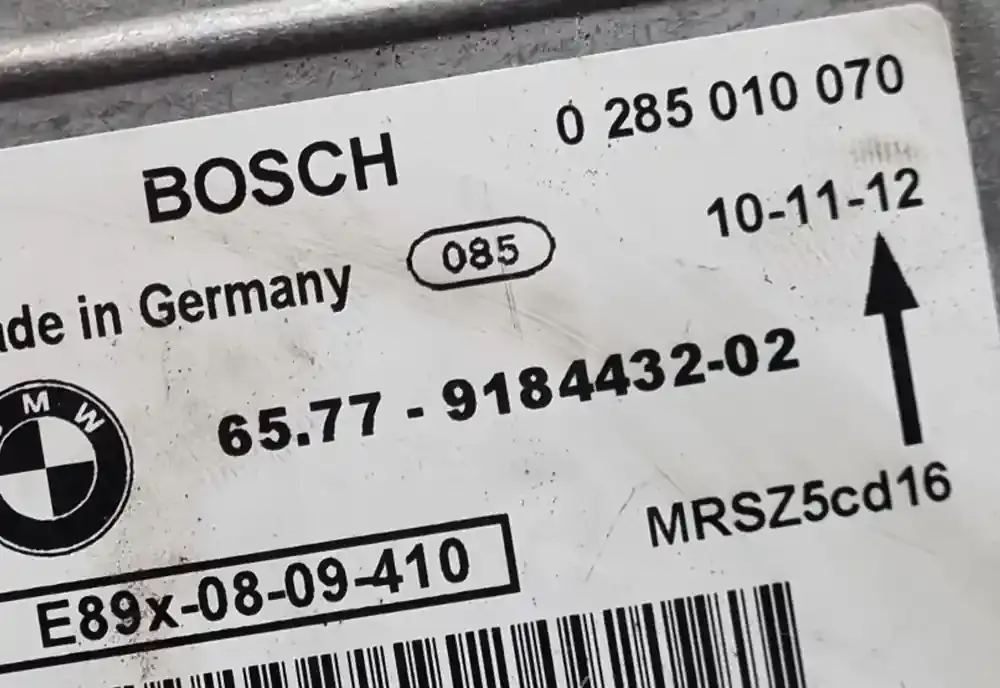 0 285 010 070
BOSCH
10-11-12
085
in Germany
65.77 - 9184432-02
M W
MRSZ5cd16
E89x-08-09-410